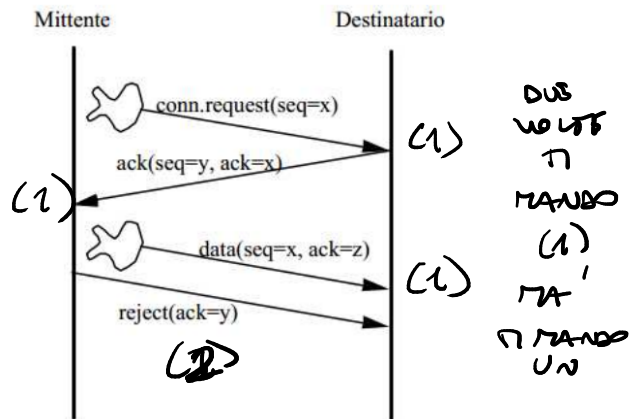 Mittente Destinatario
conn.request(seq=x)
(1)
ack(seq=y, ack=x)
(1)
data(seq=x, ack=z)
(1)
reject(ack=y)
(2)
DUE
VOLTE
TI
MANDO
(1)
MA'
TI MANDO
UN